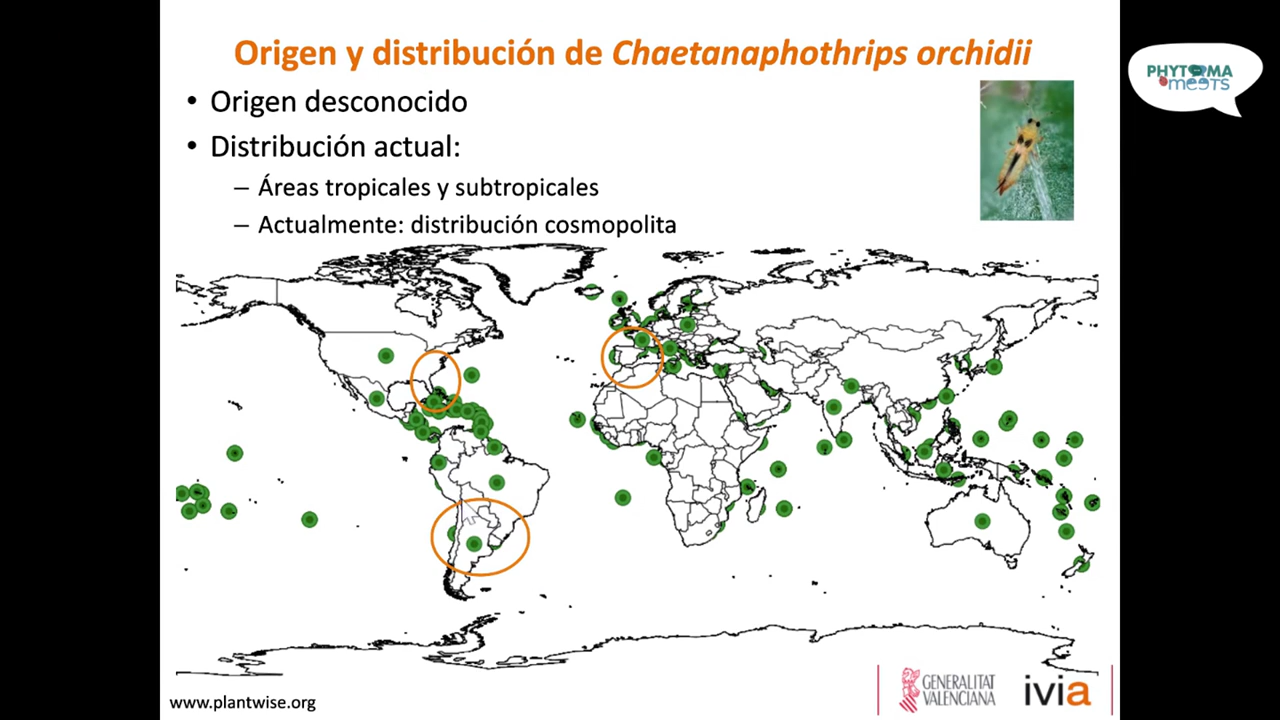 Origen y distribución de Chaetanaphothrips orchidii
PHYTOMA
meets
• Origen desconocido
• Distribución actual:
– Áreas tropicales y subtropicales
– Actualmente: distribución cosmopolita
www.plantwise.org
GENERALITAT
VALENCIANA
ivia